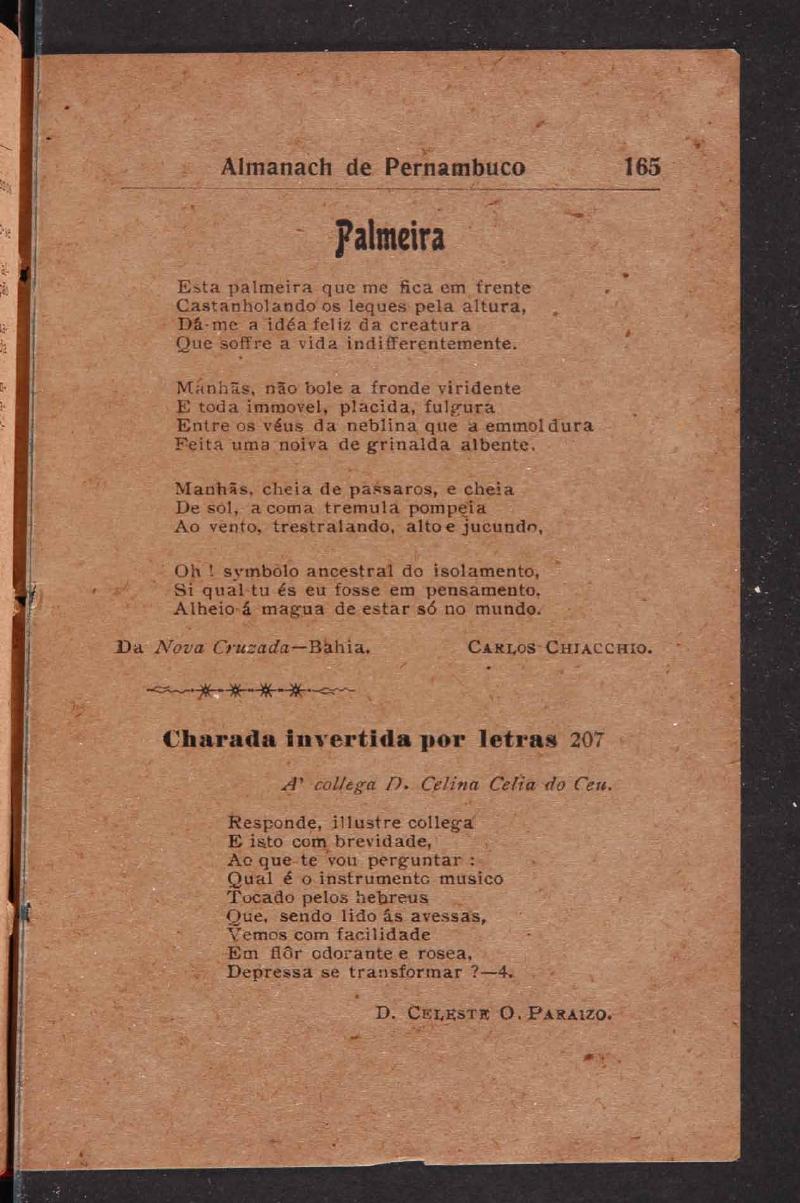 Almanach de Pernambuco 165
Palmeira
Esta palmeira que me fica em frente
Castanholando os leques pela altura,
Dá-me a idéa feliz da creatura
Que soffre a vida indifferentemente.
Manhãs, não bole a fronde viridente
E toda immovel, placida, fulgura
Entre os véus da neblina que a emmoldura
Feita uma noiva de grinalda albente.
Manhãs, cheia de passaros, e cheia
De sol, a coma tremula pompeia
Ao vento, trestralando, alto e jucundo,
Oh ! symbolo ancestral do isolamento,
Si qual tu és eu fosse em pensamento,
Alheio á magua de estar só no mundo.
Da Nova Cruzada—Bahia. CARLOS CHIACCHIO.
Charada invertida por letras 207
A' collega D. Celina Celia do Ceu.
Responde, illustre collega
E isto com brevidade,
Ao que te vou perguntar :
Qual é o instrumento musico
Tocado pelos hebreus
Que, sendo lido ás avessas,
Vemos com facilidade
Em flôr odorante e rosea,
Depressa se transformar ?—4.
D. CELESTE O. PARAIZO.